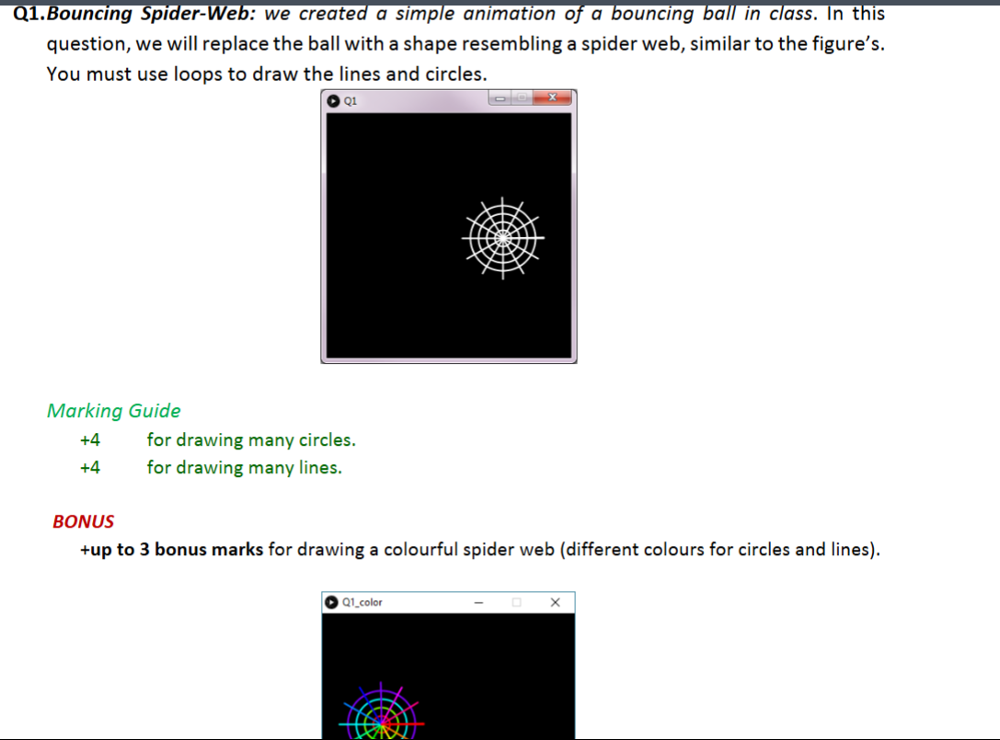 Q1.Bouncing Spider-Web: we created a simple animation of a bouncing ball in class. In this
question, we will replace the ball with a shape resembling a spider web, similar to the figure’s.
You must use loops to draw the lines and circles.
Q1
Marking Guide
+4 for drawing many circles.
+4 for drawing many lines.
BONUS
+up to 3 bonus marks for drawing a colourful spider web (different colours for circles and lines).
Q1_color